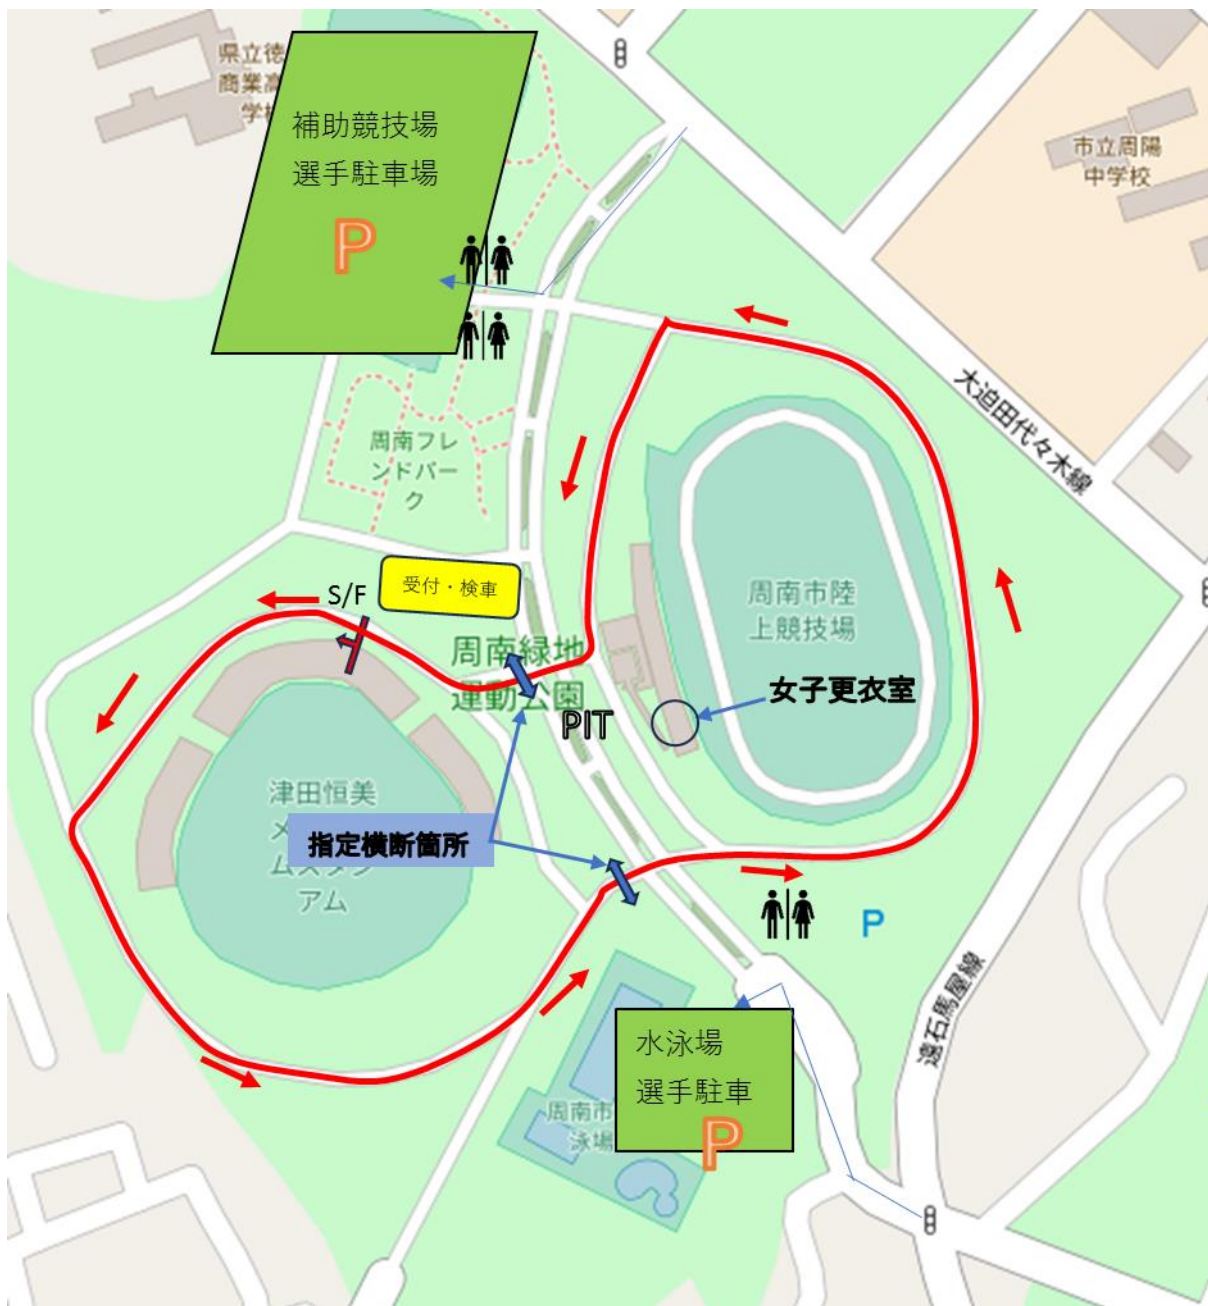 県立徳
商業高
学校
補助競技場
選手駐車場
P
市立周陽
中学校
大迫田代々木線
周南フレ
ンドパー
ク
受付・検車
S/F
周南緑地
運動公園
PIT
周南市陸
上競技場
女子更衣室
津田恒美
メ
ムスタジ
アム
指定横断箇所
P
遠石馬屋線
水泳場
選手駐車
P
周南市
泳場